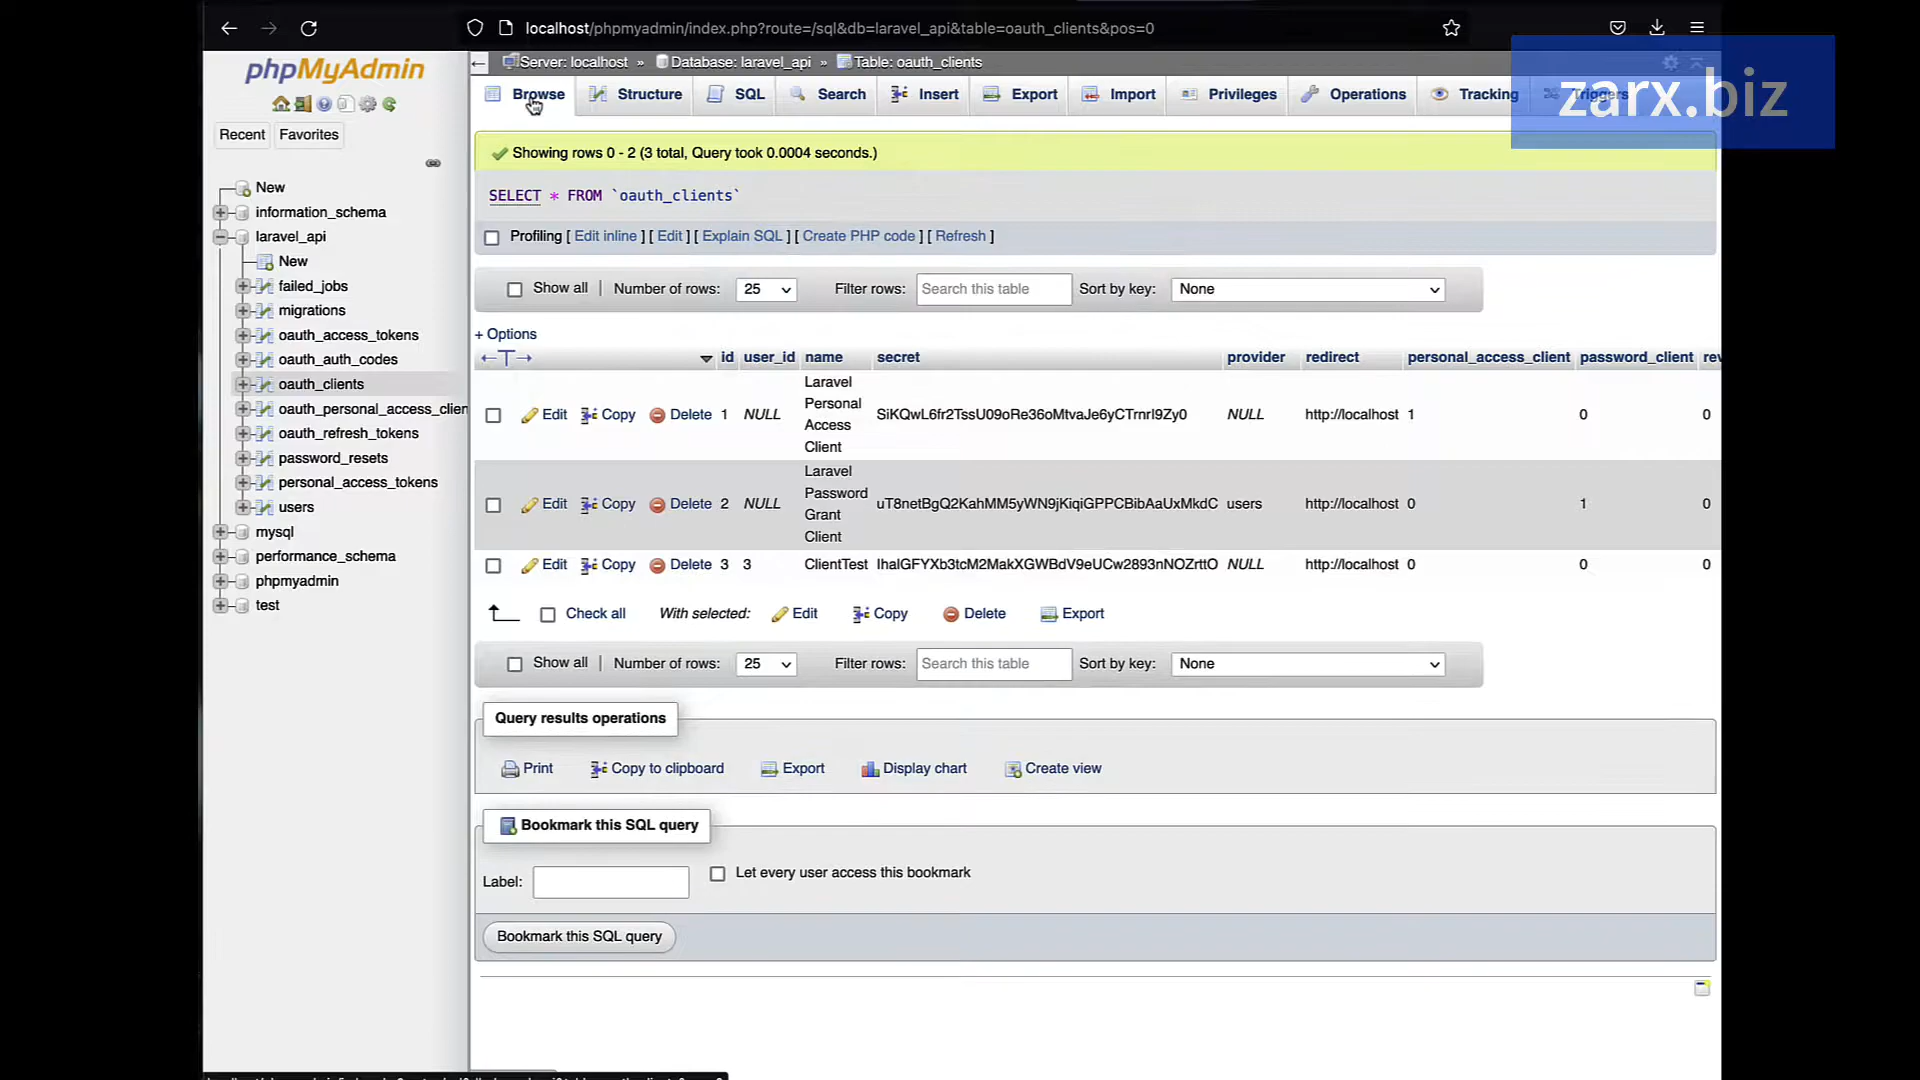 localhost/phpmyadmin/index.php?route=/sql&db=laravel_api&table=oauth_clients&pos=0
zarx.biz
phpMyAdmin
Recent
Favorites
New
information_schema
laravel_api
New
failed_jobs
migrations
oauth_access_tokens
oauth_auth_codes
oauth_clients
oauth_personal_access_clien
oauth_refresh_tokens
password_resets
personal_access_tokens
users
mysql
performance_schema
phpmyadmin
test
Server: localhost » Database: laravel_api » Table: oauth_clients
Browse Structure SQL Search Insert Export Import Privileges Operations Tracking Triggers
Showing rows 0 - 2 (3 total, Query took 0.0004 seconds.)
SELECT * FROM `oauth_clients`
Profiling [ Edit inline ] [ Edit ] [ Explain SQL ] [ Create PHP code ] [ Refresh ]
Show all | Number of rows: 25 Filter rows: Search this table Sort by key: None
+ Options
←T→ id user_id name secret provider redirect personal_access_client password_client rev
Edit Copy Delete 1 NULL Laravel Personal Access Client SiKQwL6fr2TssU09oRe36oMtvaJe6yCTrnrI9Zy0 NULL http://localhost 1 0 0
Edit Copy Delete 2 NULL Laravel Password Grant Client uT8netBgQ2KahMM5yWN9jKiqiGPPCBibAaUxMkdC users http://localhost 0 1 0
Edit Copy Delete 3 3 ClientTest IhalGFYXb3tcM2MakXGWBdV9eUCw2893nNOZrttO NULL http://localhost 0 0 0
Check all With selected: Edit Copy Delete Export
Show all | Number of rows: 25 Filter rows: Search this table Sort by key: None
Query results operations
Print Copy to clipboard Export Display chart Create view
Bookmark this SQL query
Label: Let every user access this bookmark
Bookmark this SQL query